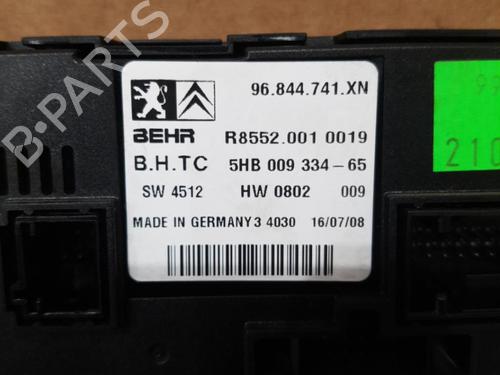 96.844.741.XN
BEHR R8552.001 0019
B.H.TC 5HB 009 334-65
SW 4512 HW 0802 009
MADE IN GERMANY 3 4030 16/07/08
210
B-PARTS